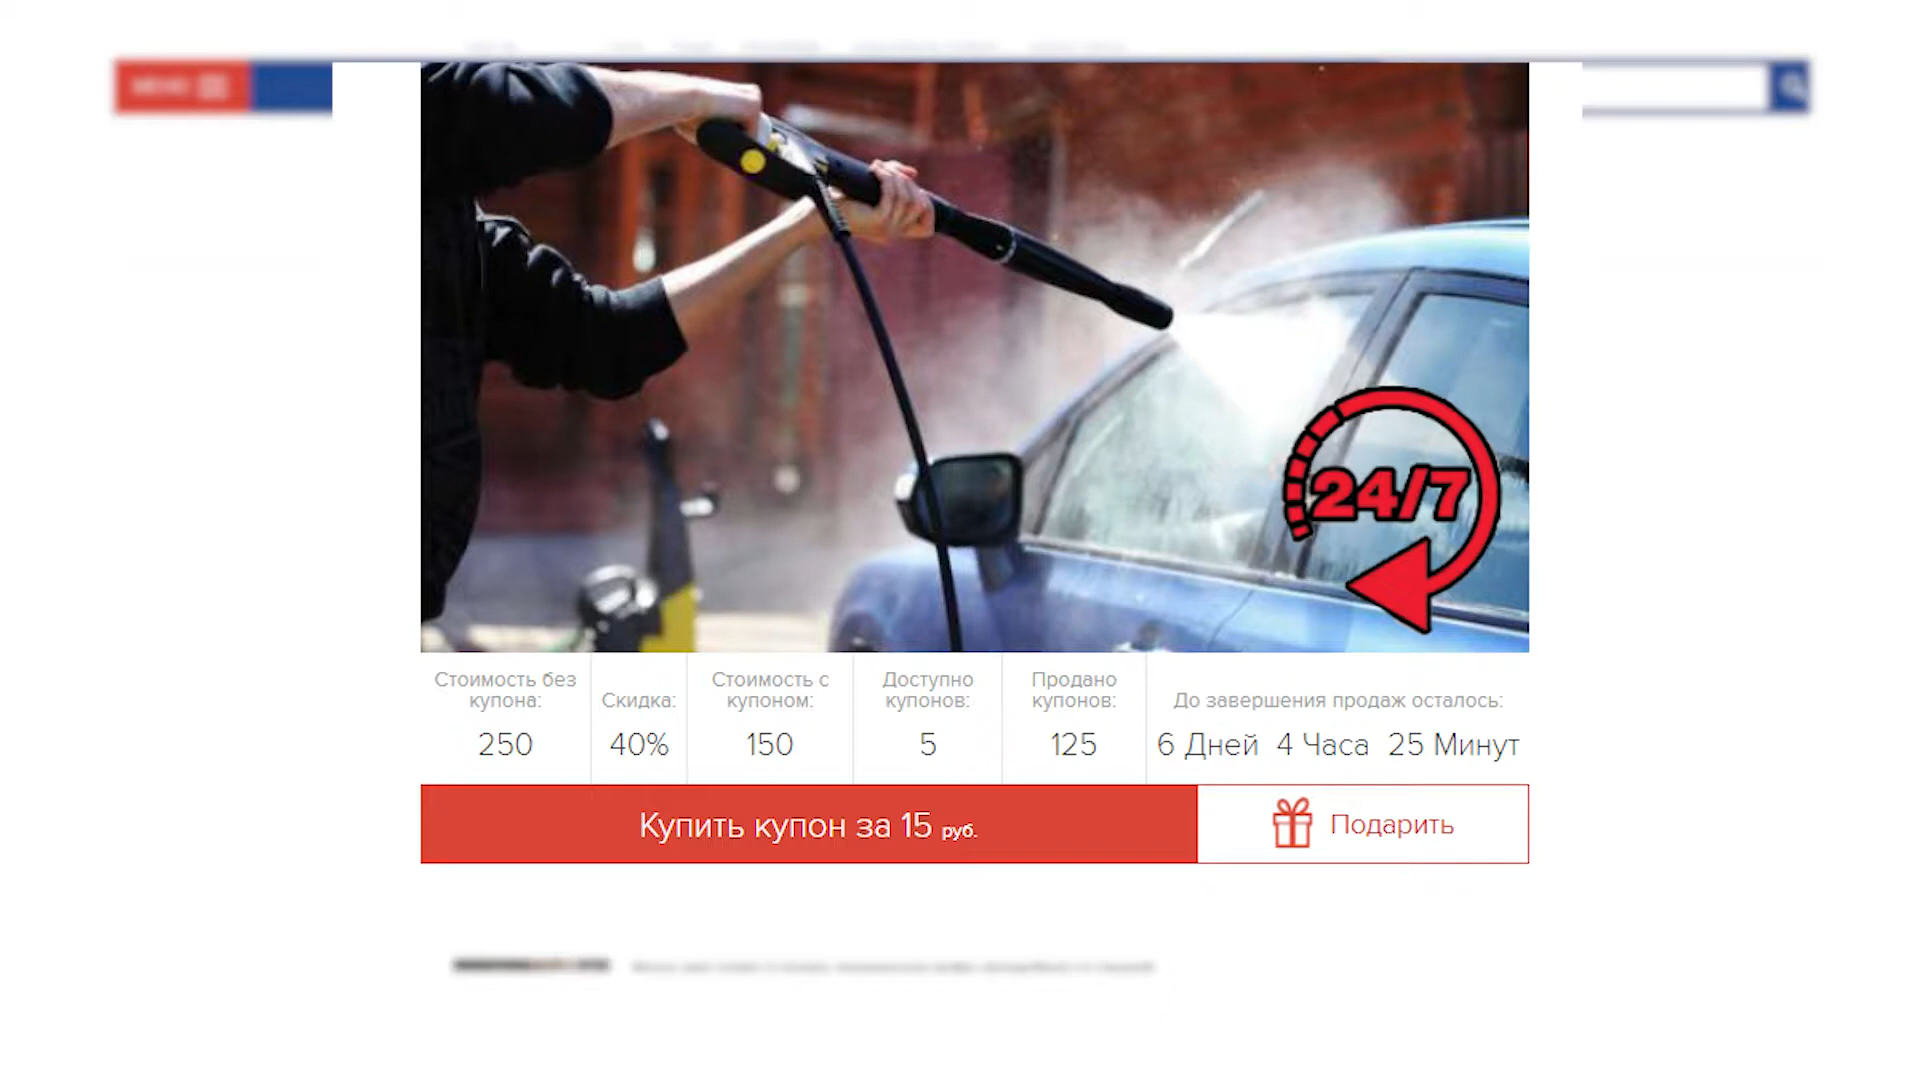 24/7
Стоимость без купона:
250
Скидка:
40%
Стоимость с купоном:
150
Доступно купонов:
5
Продано купонов:
125
До завершения продаж осталось:
6 Дней 4 Часа 25 Минут
Купить купон за 15 руб.
Подарить